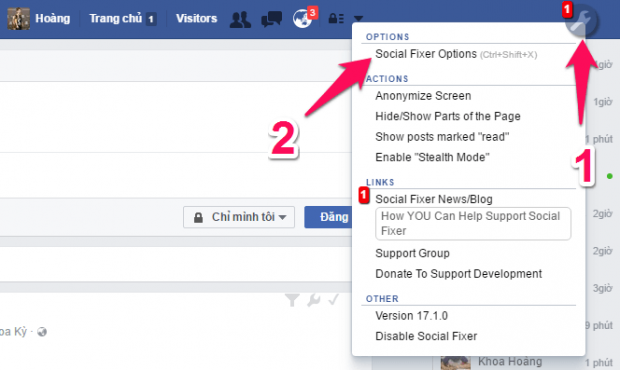 Hoàng Trang chủ 1 Visitors 3 1
OPTIONS
Social Fixer Options (Ctrl+Shift+X)
ACTIONS
Anonymize Screen
Hide/Show Parts of the Page
Show posts marked "read"
Enable "Stealth Mode"
LINKS
1 Social Fixer News/Blog
How YOU Can Help Support Social
Fixer
Support Group
Donate To Support Development
OTHER
Version 17.1.0
Disable Social Fixer
1
2
Chỉ mình tôi Đăng
oa Kỳ ·
1giờ
1giờ
1 phút
2giờ
2giờ
3giờ
9 phút
1 phút
Khoa Hoàng